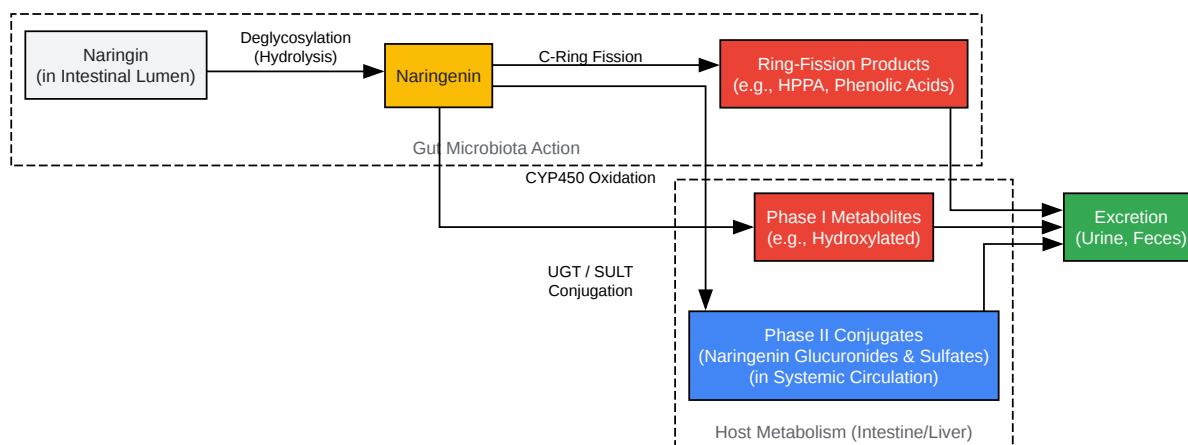 Naringin
(in Intestinal Lumen)
Deglycosylation
(Hydrolysis)
Naringenin
C-Ring Fission
Ring-Fission Products
(e.g., HPPA, Phenolic Acids)
Gut Microbiota Action
CYP450 Oxidation
Phase I Metabolites
(e.g., Hydroxylated)
Excretion
(Urine, Feces)
UGT / SULT
Conjugation
Phase II Conjugates
(Naringenin Glucuronides & Sulfates)
(in Systemic Circulation)
Host Metabolism (Intestine/Liver)